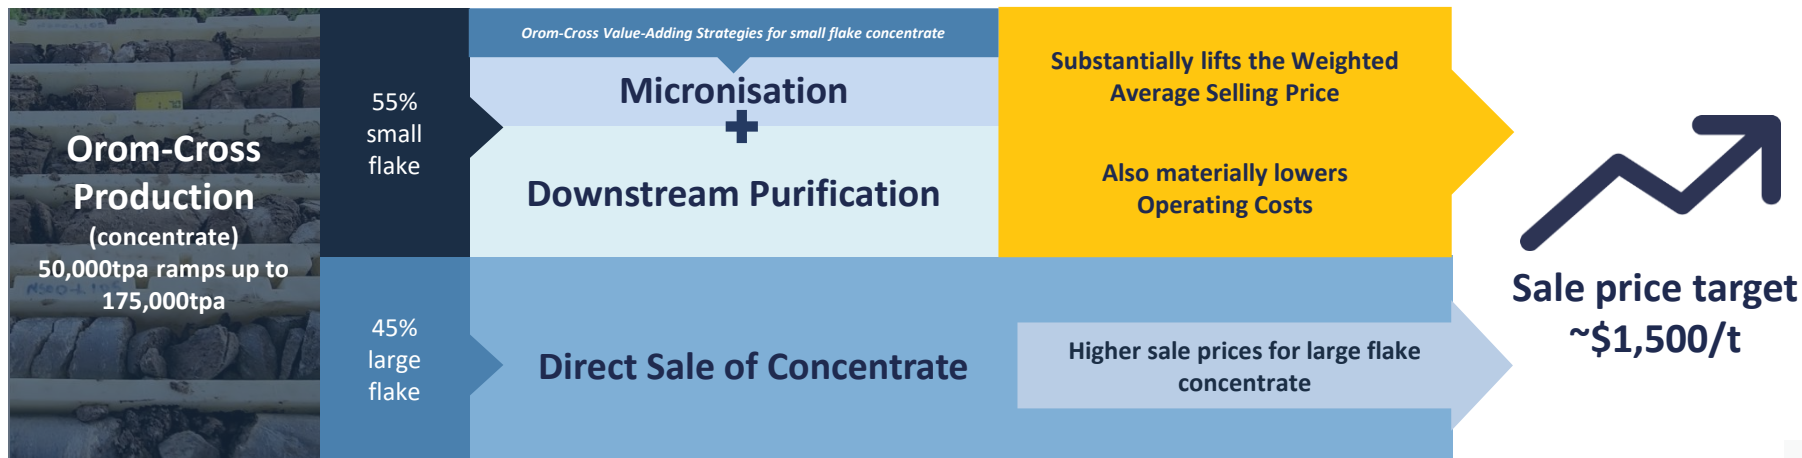 Orom-Cross
Production
(concentrate)
50,000tpa ramps up to
175,000tpa
55%
small
flake
45%
large
flake
Orom-Cross Value-Adding Strategies for small flake concentrate
Micronisation
+
Downstream Purification
Direct Sale of Concentrate
Substantially lifts the Weighted
Average Selling Price
Also materially lowers
Operating Costs
Higher sale prices for large flake
concentrate
Sale price target
~$1,500/t